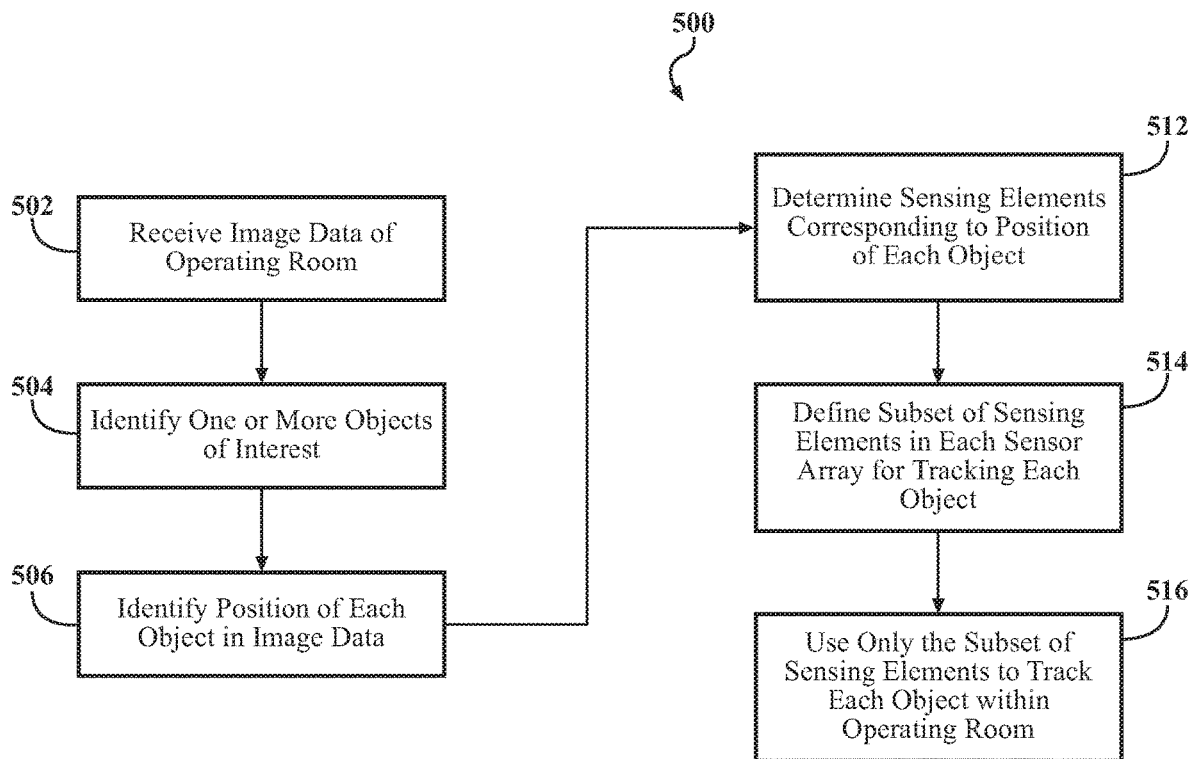 500
502
Receive Image Data of
Operating Room
504
Identify One or More Objects
of Interest
506
Identify Position of Each
Object in Image Data
512
Determine Sensing Elements
Corresponding to Position
of Each Object
514
Define Subset of Sensing
Elements in Each Sensor
Array for Tracking Each
Object
516
Use Only the Subset of
Sensing Elements to Track
Each Object within
Operating Room